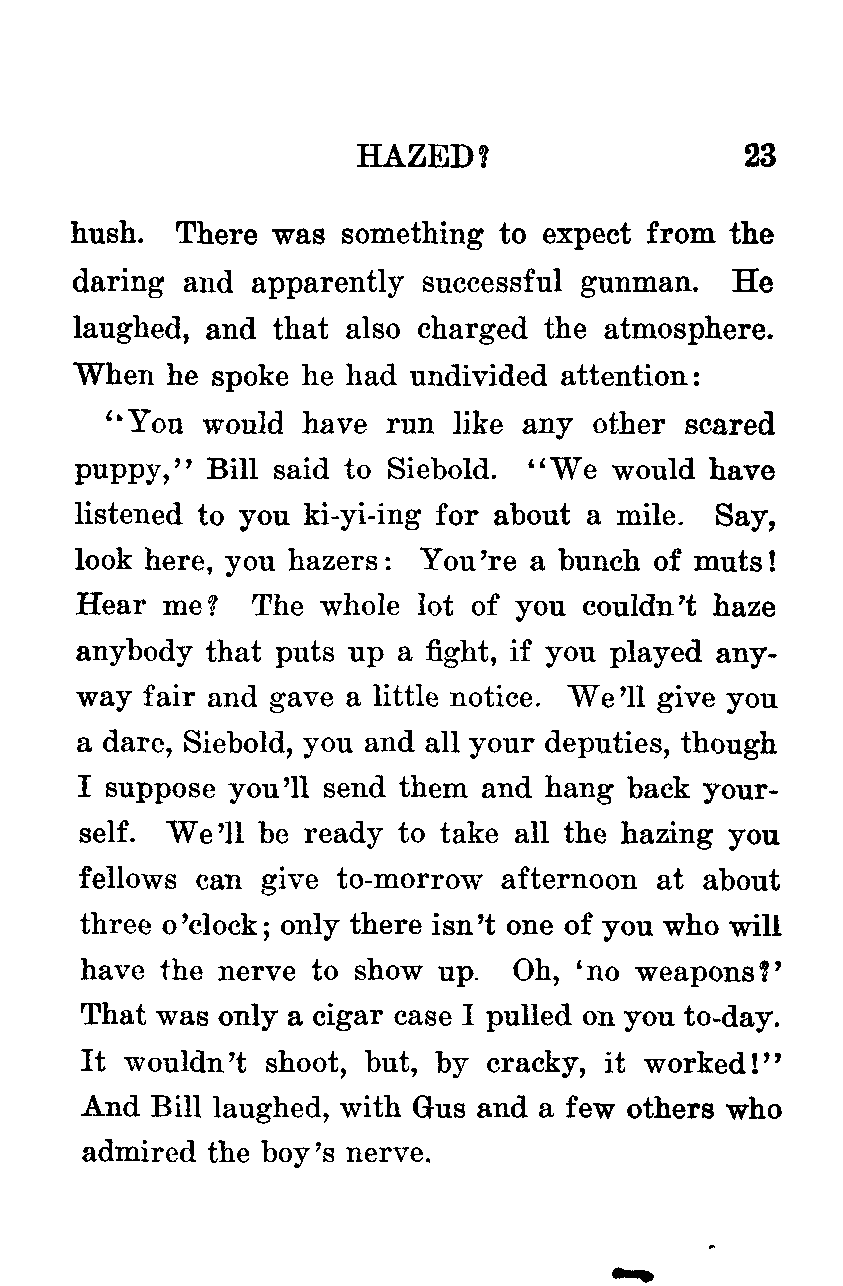 HAZED? 23
hush. There was something to expect from the
daring and apparently successful gunman. He
laughed, and that also charged the atmosphere.
When he spoke he had undivided attention:
“You would have run like any other scared
puppy,” Bill said to Siebold. “We would have
listened to you ki-yi-ing for about a mile. Say,
look here, you hazers: You’re a bunch of muts!
Hear me? The whole lot of you couldn’t haze
anybody that puts up a fight, if you played any-
way fair and gave a little notice. We’ll give you
a dare, Siebold, you and all your deputies, though
I suppose you’ll send them and hang back your-
self. We’ll be ready to take all the hazing you
fellows can give to-morrow afternoon at about
three o’clock; only there isn’t one of you who will
have the nerve to show up. Oh, ‘no weapons?’
That was only a cigar case I pulled on you to-day.
It wouldn’t shoot, but, by cracky, it worked!”
And Bill laughed, with Gus and a few others who
admired the boy’s nerve.